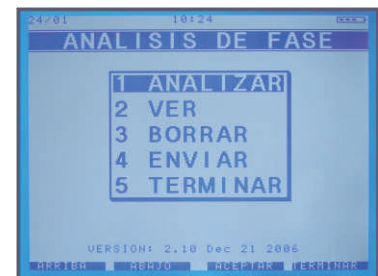 24/01 10:24
ANALISIS DE FASE
1 ANALIZAR
2 VER
3 BORRAR
4 ENVIAR
5 TERMINAR
VERSION: 2.10 Dec 21 2006
ARRIBA ABAJO ACEPTAR TERMINAR